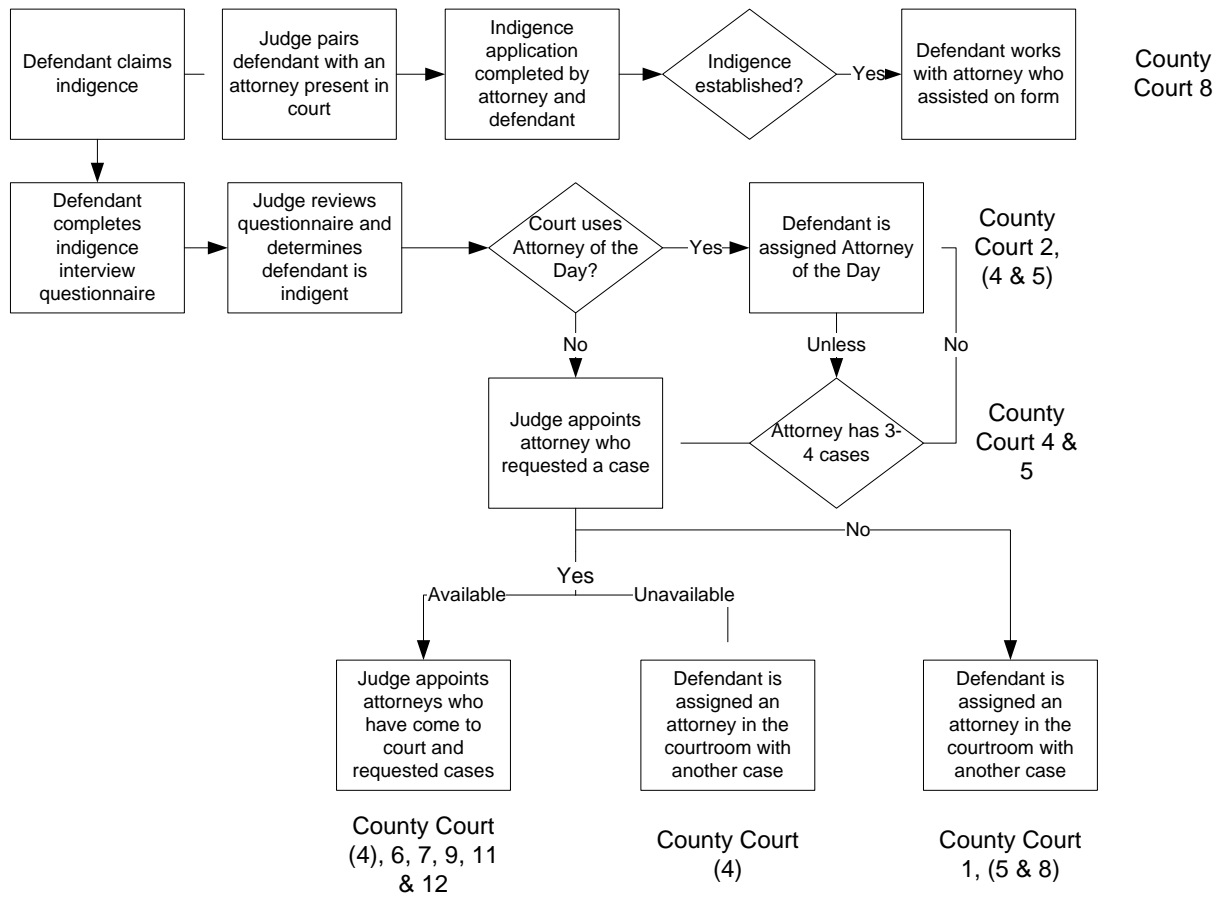 Defendant claims
indigence
Judge pairs
defendant with an
attorney present in
court
Indigence
application
completed by
attorney and
defendant
Indigence
established?
Yes
Defendant works
with attorney who
assisted on form
County
Court 8
Defendant
completes
indigence
interview
questionnaire
Judge reviews
questionnaire and
determines
defendant is
indigent
Court uses
Attorney of the
Day?
Yes
Defendant is
assigned Attorney
of the Day
County
Court 2,
(4 & 5)
No
Unless
No
Judge appoints
attorney who
requested a case
Attorney has 3-
4 cases
County
Court 4 &
5
No
Yes
Available
Unavailable
Judge appoints
attorneys who
have come to
court and
requested cases
Defendant is
assigned an
attorney in the
courtroom with
another case
Defendant is
assigned an
attorney in the
courtroom with
another case
County Court
(4), 6, 7, 9, 11
& 12
County Court
(4)
County Court
1, (5 & 8)